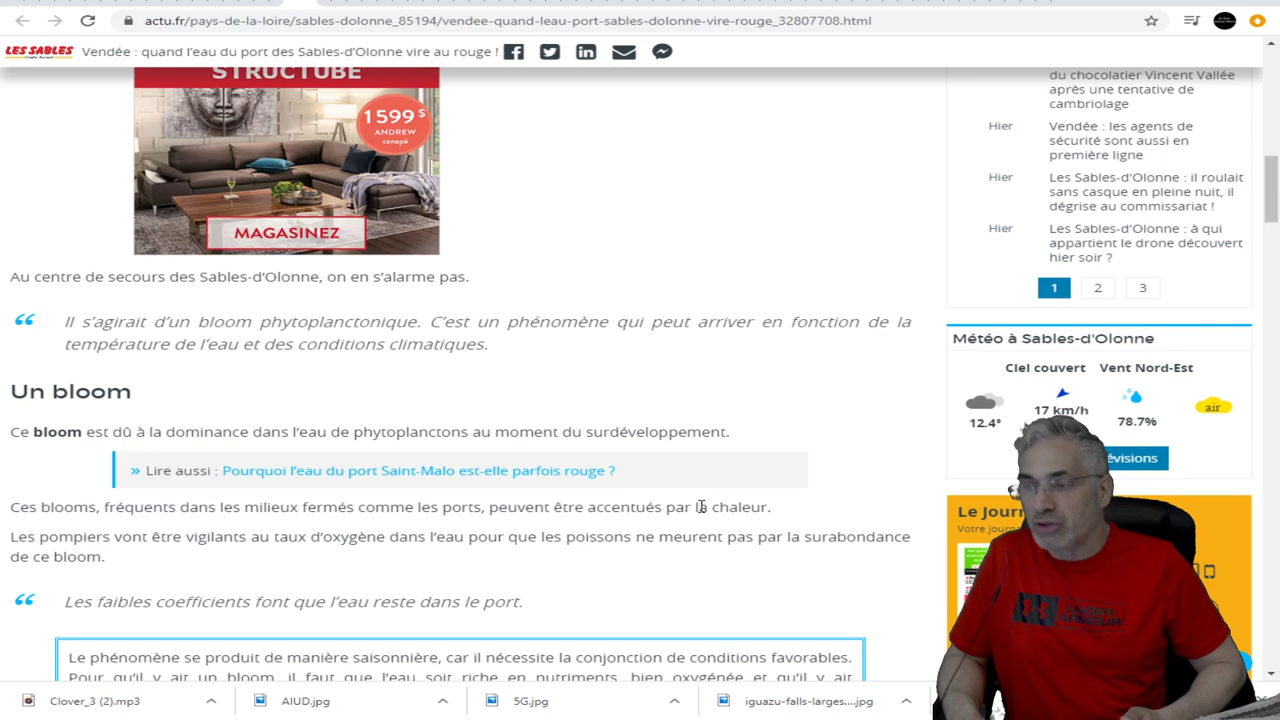 actu.fr/pays-de-la-loire/sables-dolonne_85194/vendee-quand-leau-port-sables-dolonne-vire-rouge_32807708.html
LES SABLES
Vendée : quand l'eau du port des Sables-d'Olonne vire au rouge !
STRUCTUBE
1599$
ANDREW
canapé
MAGASINEZ
Au centre de secours des Sables-d'Olonne, on en s'alarme pas.
“ Il s'agirait d'un bloom phytoplanctonique. C'est un phénomène qui peut arriver en fonction de la
température de l'eau et des conditions climatiques.
Un bloom
Ce bloom est dû à la dominance dans l'eau de phytoplanctons au moment du surdéveloppement.
» Lire aussi : Pourquoi l'eau du port Saint-Malo est-elle parfois rouge ?
Ces blooms, fréquents dans les milieux fermés comme les ports, peuvent être accentués par la chaleur.
Les pompiers vont être vigilants au taux d'oxygène dans l'eau pour que les poissons ne meurent pas par la surabondance
de ce bloom.
“ Les faibles coefficients font que l'eau reste dans le port.
Le phénomène se produit de manière saisonnière, car il nécessite la conjonction de conditions favorables.
Pour qu'il y ait un bloom, il faut que l'eau soit riche en nutriments, bien oxygénée et qu'il y ait
du chocolatier Vincent Vallée
après une tentative de
cambriolage
Hier Vendée : les agents de
sécurité sont aussi en
première ligne
Hier Les Sables-d'Olonne : il roulait
sans casque en pleine nuit, il
dégrise au commissariat !
Hier Les Sables-d'Olonne : à qui
appartient le drone découvert
hier soir ?
1 2 3
Météo à Sables-d'Olonne
Ciel couvert Vent Nord-Est
12.4° 17 km/h 78.7% air
Le Jour
Votre journ
UNDER
ARMOUR
Clover_3 (2).mp3 AIUD.jpg 5G.jpg iguazu-falls-larges....jpg